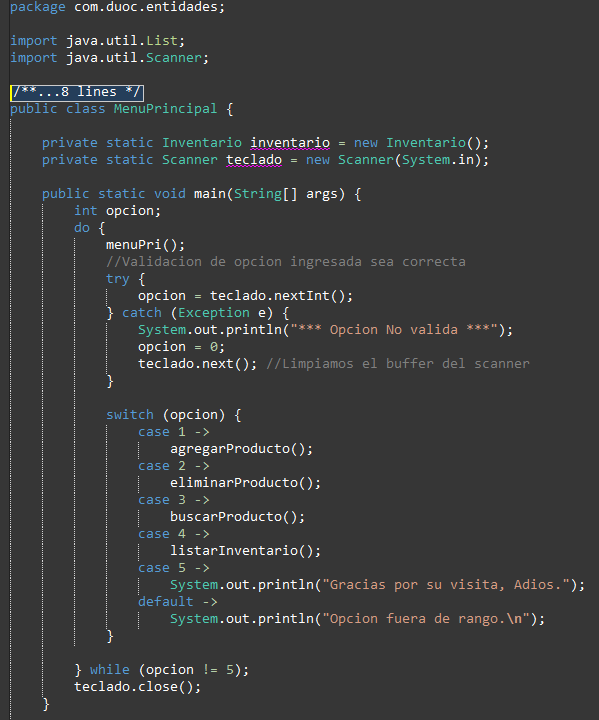 package com.duoc.entidades;
import java.util.List;
import java.util.Scanner;
/**...8 lines */
public class MenuPrincipal {
private static Inventario inventario = new Inventario();
private static Scanner teclado = new Scanner(System.in);
public static void main(String[] args) {
int opcion;
do {
menuPri();
//Validacion de opcion ingresada sea correcta
try {
opcion = teclado.nextInt();
} catch (Exception e) {
System.out.println("*** Opcion No valida ***");
opcion = 0;
teclado.next(); //Limpiamos el buffer del scanner
}
switch (opcion) {
case 1 ->
agregarProducto();
case 2 ->
eliminarProducto();
case 3 ->
buscarProducto();
case 4 ->
listarInventario();
case 5 ->
System.out.println("Gracias por su visita, Adios.");
default ->
System.out.println("Opcion fuera de rango.\n");
}
} while (opcion != 5);
teclado.close();
}